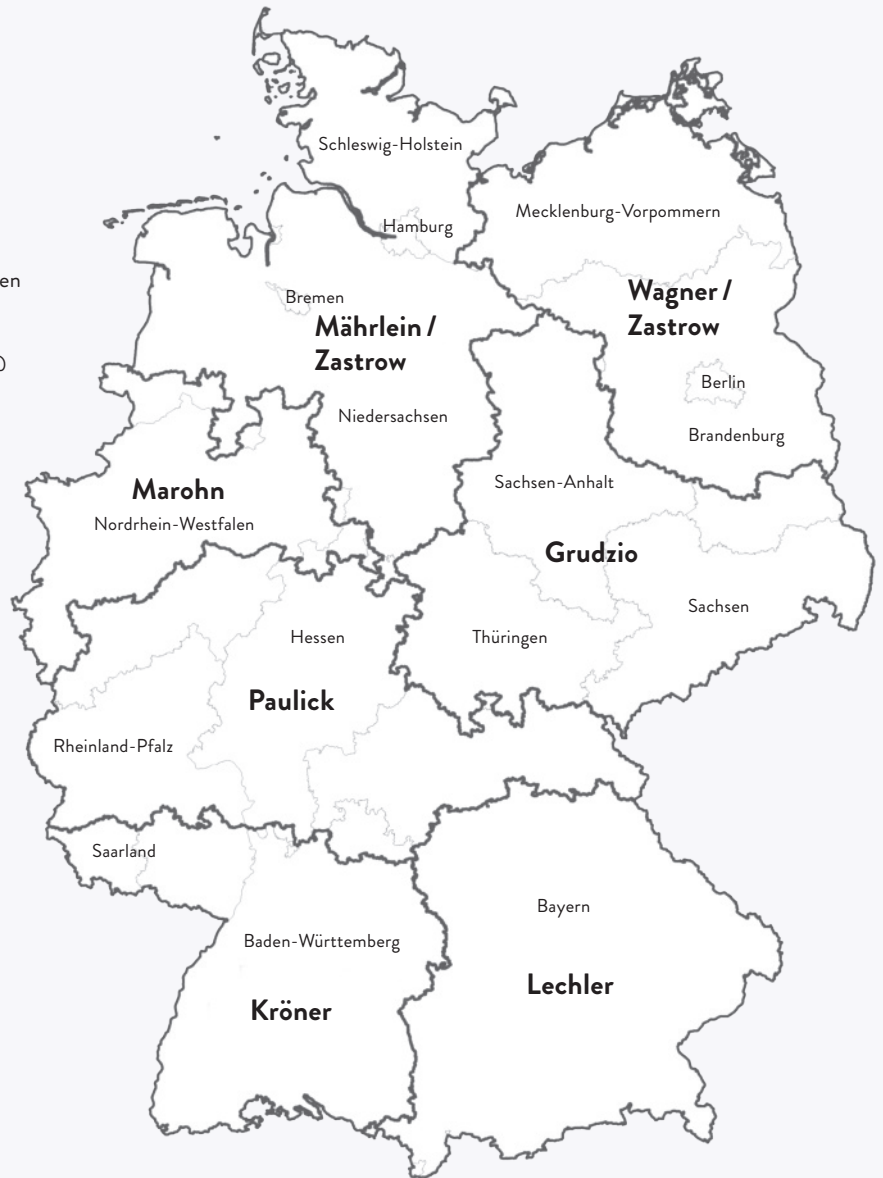 Schleswig-Holstein
Mecklenburg-Vorpommern
Hamburg
en
Wagner /
Zastrow
Bremen
Mährlein /
Zastrow
Berlin
Niedersachsen
Brandenburg
Sachsen-Anhalt
Marohn
Nordrhein-Westfalen
Grudzio
Sachsen
Hessen
Thüringen
Paulick
Rheinland-Pfalz
Saarland
Bayern
Baden-Württemberg
Lechler
Kröner